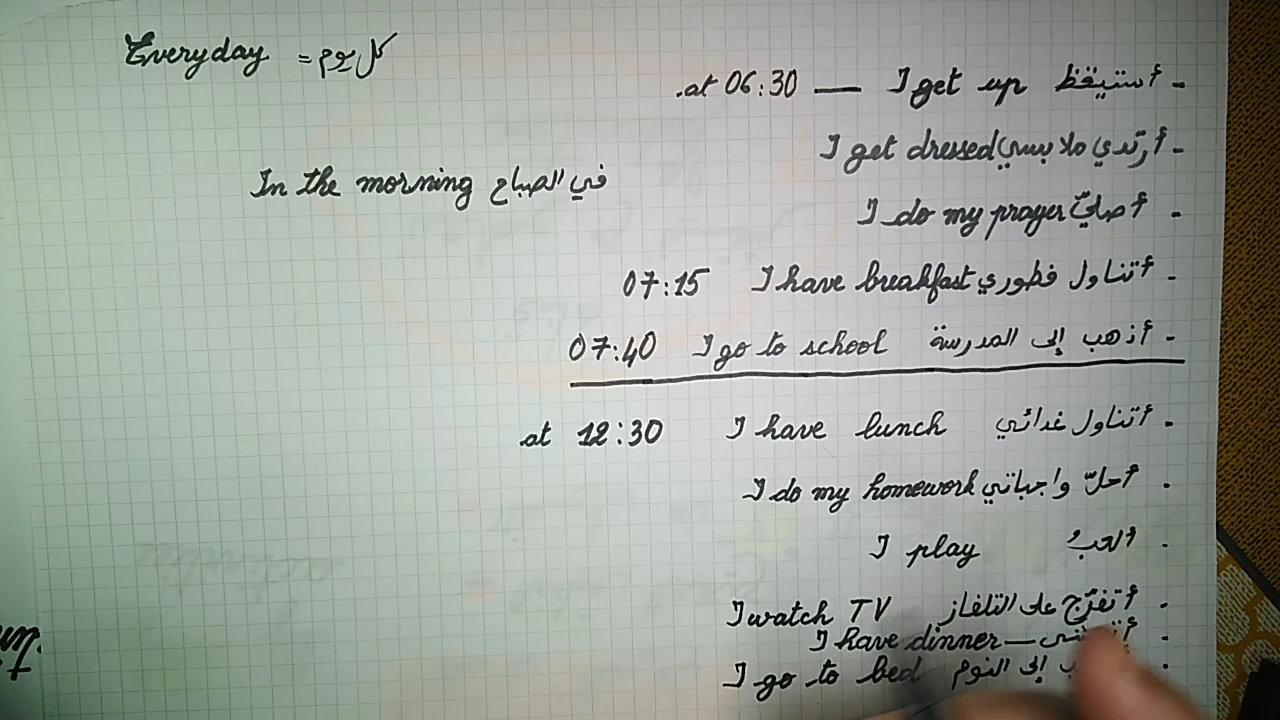 Everyday = كل يوم
- أستيقظ I get up — at 06:30.
- أرتدي ملابسي I get dressed
In the morning في الصباح
- أصليّ I do my prayer
- أتناول فطوري I have breakfast 07:15
- أذهب إلى المدرسة I go to school 07:40
- أتناول غدائي I have lunch at 12:30
. أحلّ واجباتي I do my homework
. ألعبُ I play
. أتفرّج على التلفاز I watch TV
. I have dinner —
. إلى النوم I go to bed